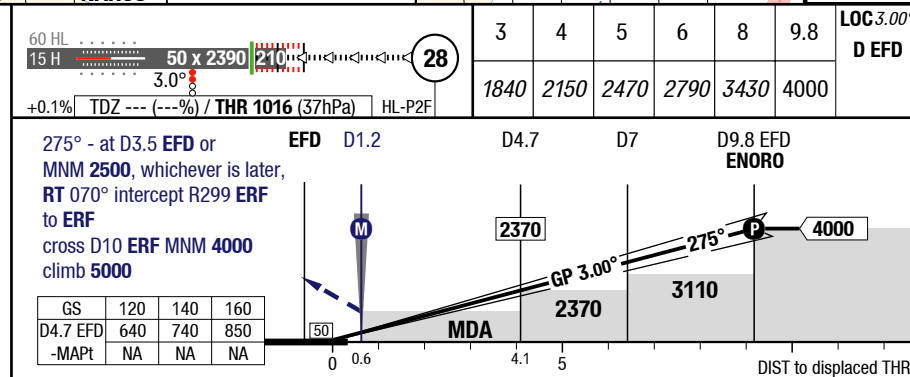 60 HL
15 H
50 x 2390
210
28
3.0°
+0.1%
TDZ --- (---%) / THR 1016 (37hPa)
HL-P2F
3 4 5 6 8 9.8
LOC 3.00°
D EFD
1840 2150 2470 2790 3430 4000
275° - at D3.5 EFD or
MNM 2500, whichever is later,
RT 070° intercept R299 ERF
to ERF
cross D10 ERF MNM 4000
climb 5000
EFD D1.2 D4.7 D7 D9.8 EFD
ENORO
M
2370
P
4000
275°
GP 3.00°
3110
2370
MDA
50
GS 120 140 160
D4.7 EFD 640 740 850
-MAPt NA NA NA
0 0.6 4.1 5
DIST to displaced THR